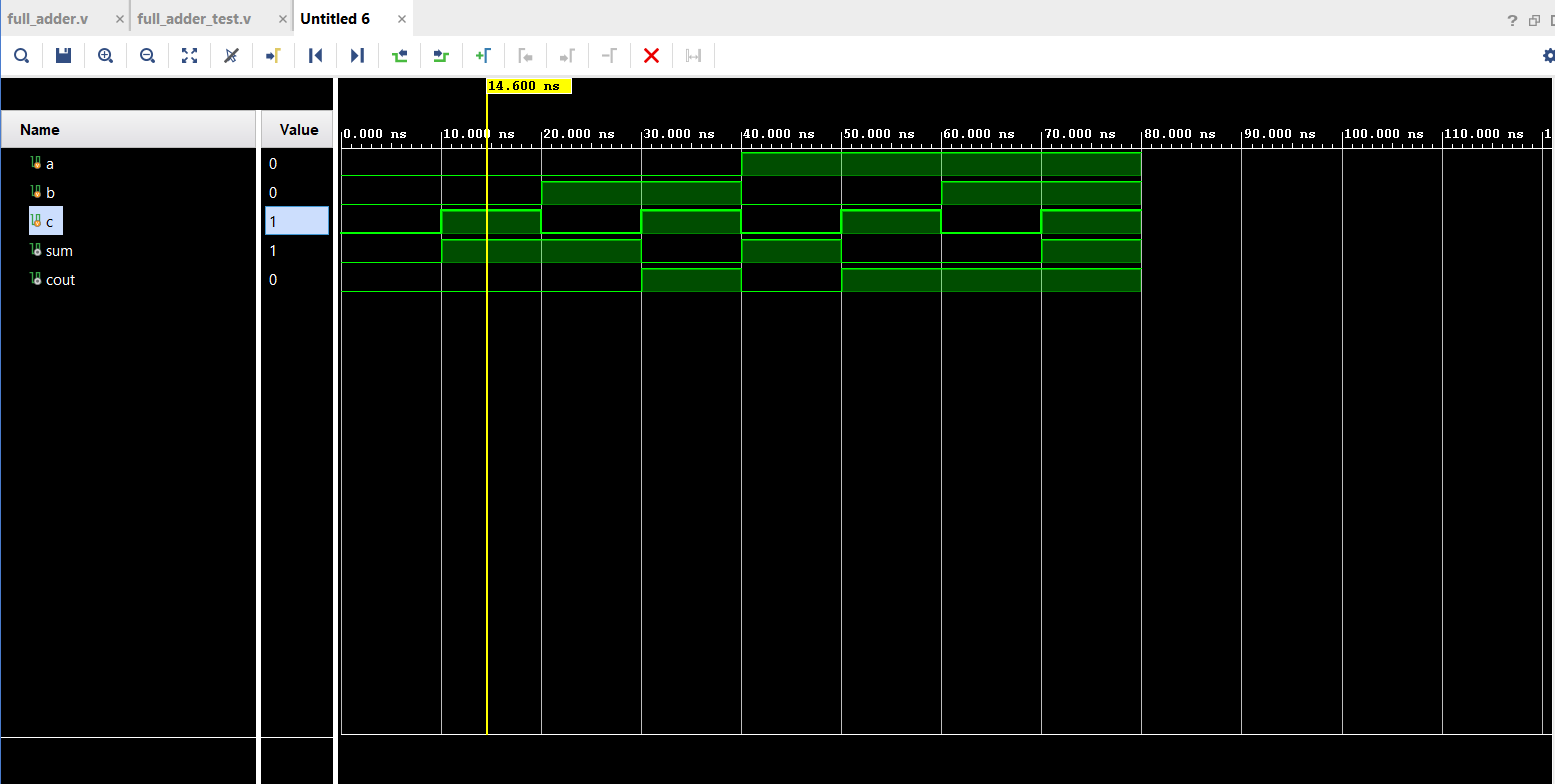 full_adder.v × full_adder_test.v × Untitled 6 ×
?
14.600 ns
Name Value
0.000 ns 10.000 ns 20.000 ns 30.000 ns 40.000 ns 50.000 ns 60.000 ns 70.000 ns 80.000 ns 90.000 ns 100.000 ns 110.000 ns 1
a 0
b 0
c 1
sum 1
cout 0